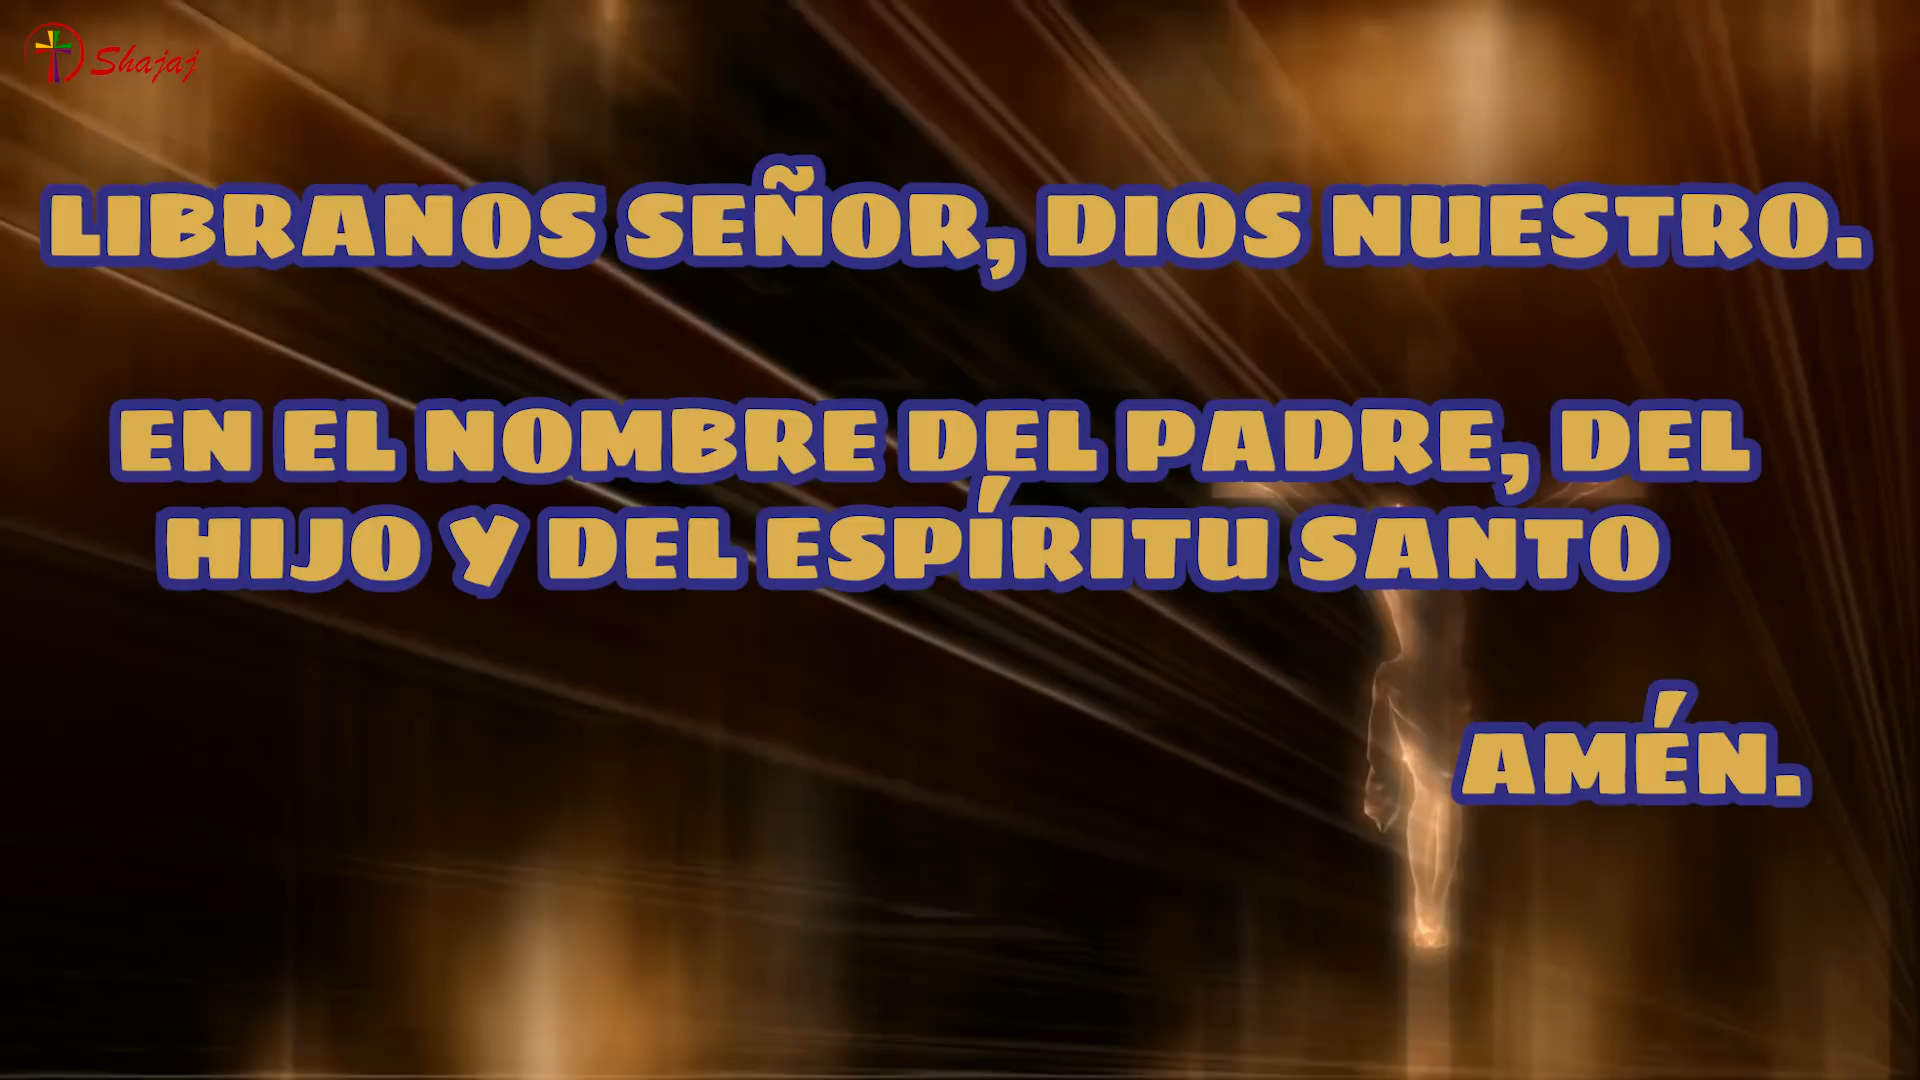 Shajaj
LIBRANOS SEÑOR, DIOS NUESTRO.
EN EL NOMBRE DEL PADRE, DEL
HIJO Y DEL ESPÍRITU SANTO
AMÉN.